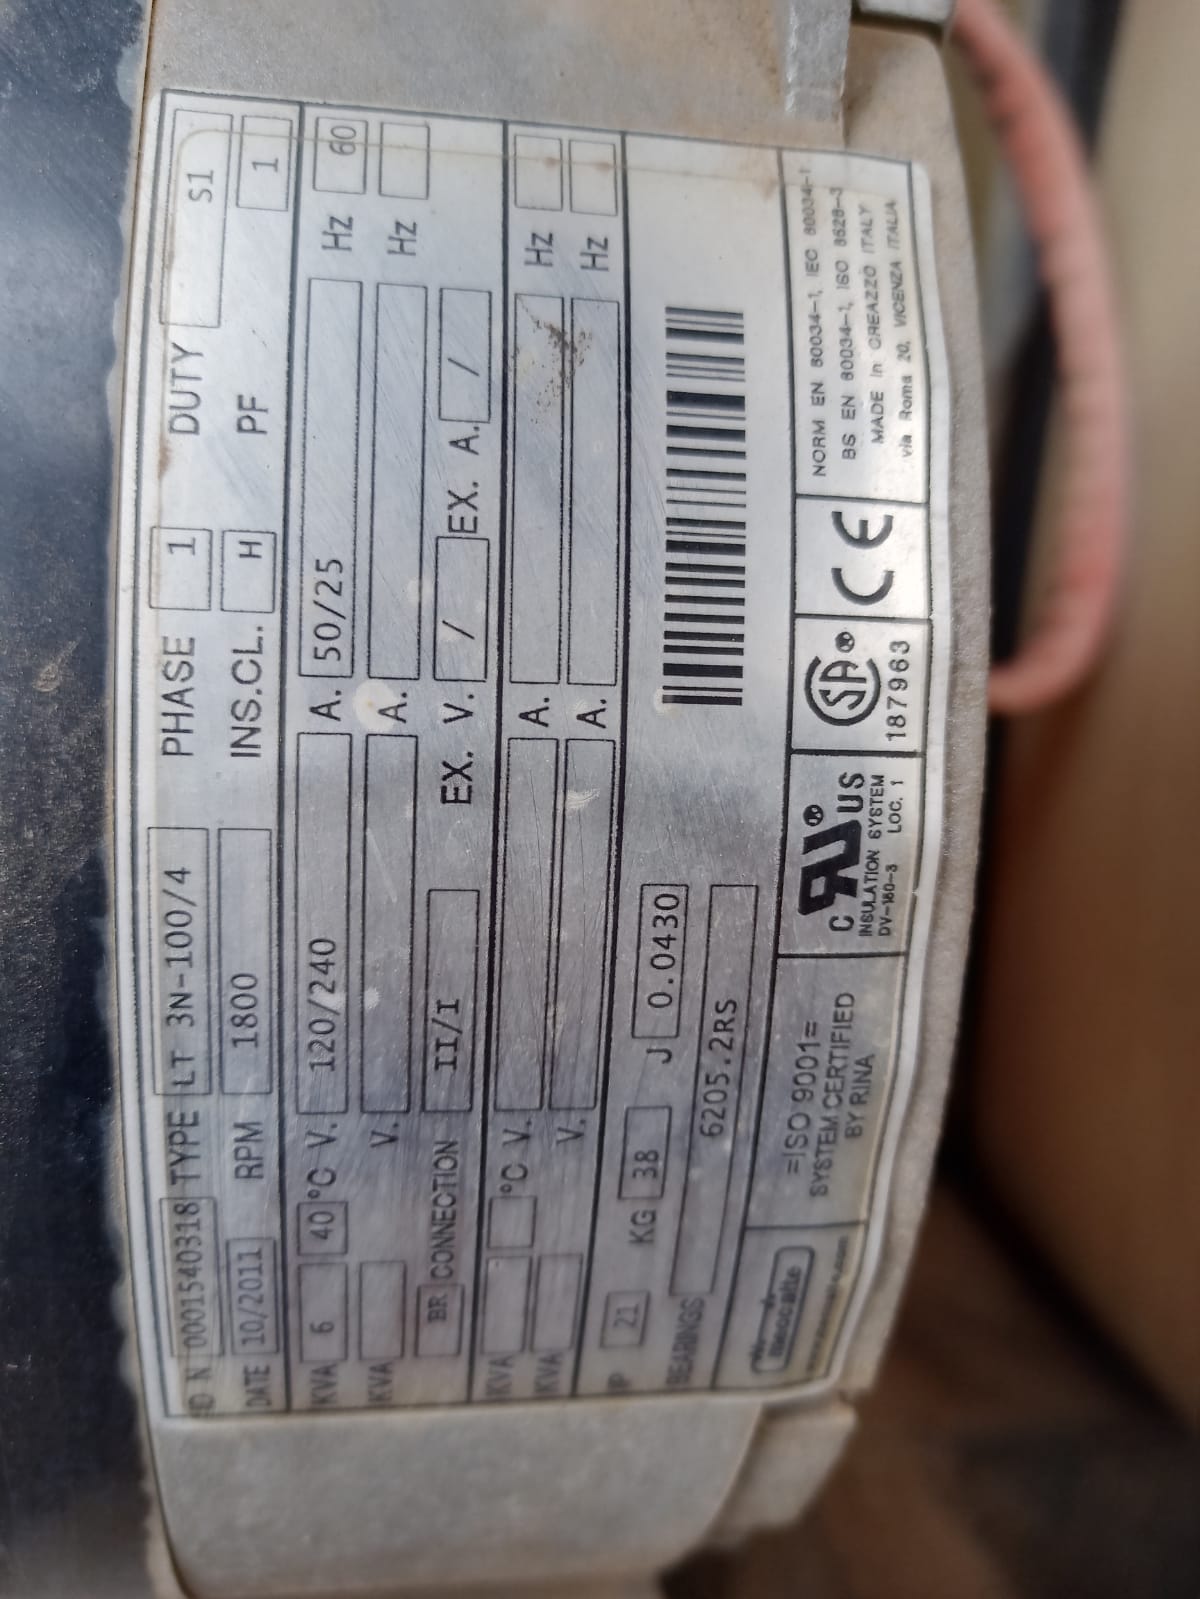 ID N 0001540318 TYPE LT 3N-100/4 PHASE 1 DUTY S1
DATE 10/2011 RPM 1800 INS.CL. H PF 1
KVA 6 40 °C V. 120/240 A. 50/25 Hz 60
KVA V. A. Hz
BR CONNECTION II/I EX. V. / EX. A. /
KVA °C V. A. Hz
KVA V. A. Hz
IP 21 KG 38 J 0.0430
BEARINGS 6205.2RS
=ISO 9001=
SYSTEM CERTIFIED
BY RINA
C RU® US
INSULATION SYSTEM
DV-160-3 LOC. 1
SA®
187963
CE
NORM EN 60034-1, IEC 60034-1
BS EN 60034-1, ISO 8528-3
MADE In CREAZZO ITALY
via Roma 20, VICENZA ITALIA